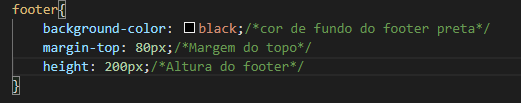 footer{
background-color: black;/*cor de fundo do footer preta*/
margin-top: 80px;/*Margem do topo*/
height: 200px;/*Altura do footer*/
}